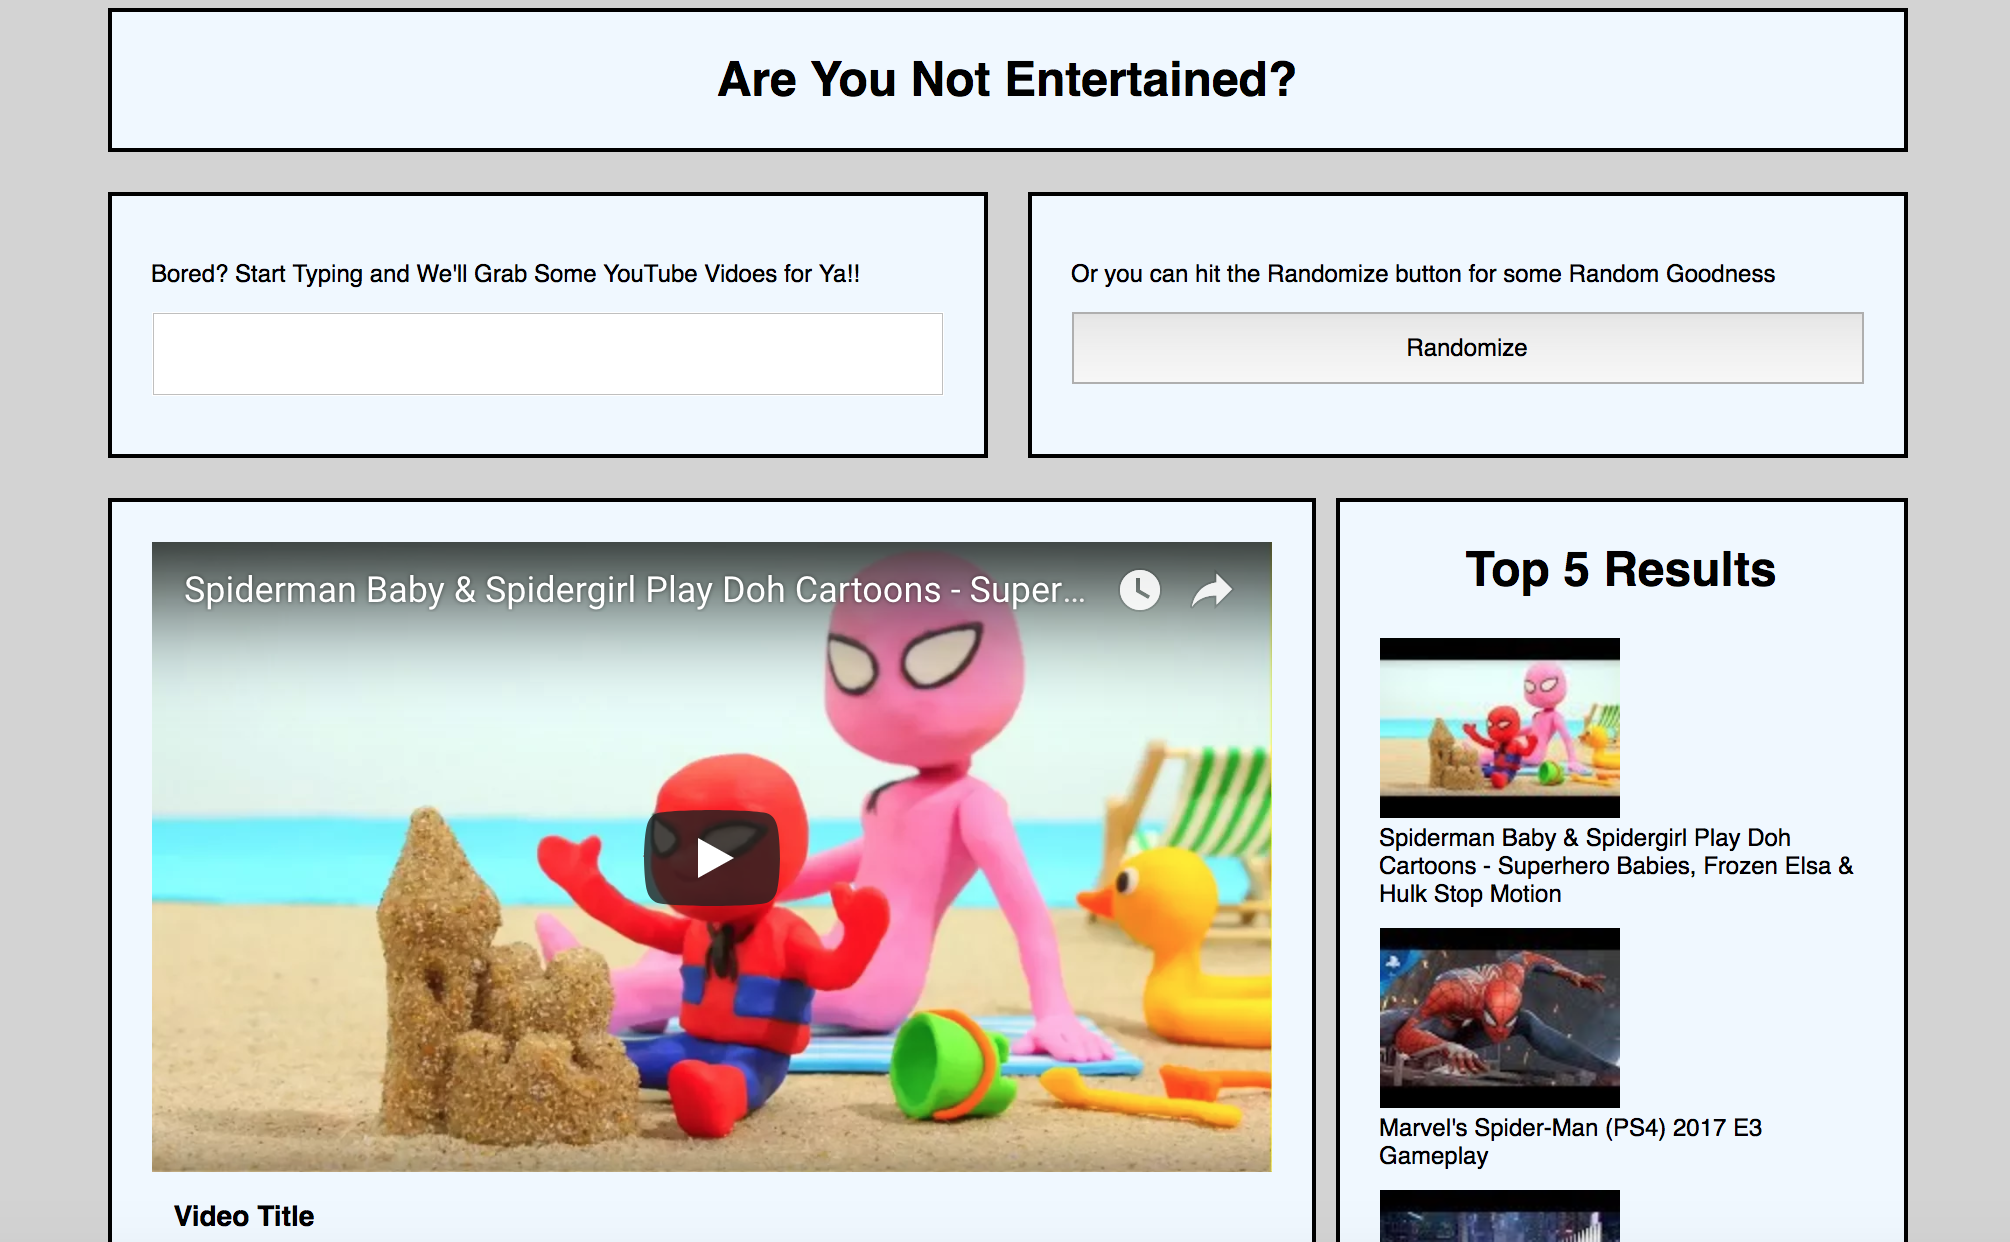 Are You Not Entertained?
Bored? Start Typing and We'll Grab Some YouTube Vidoes for Ya!!
Or you can hit the Randomize button for some Random Goodness
Randomize
Spiderman Baby & Spidergirl Play Doh Cartoons - Super...
Video Title
Top 5 Results
Spiderman Baby & Spidergirl Play Doh
Cartoons - Superhero Babies, Frozen Elsa &
Hulk Stop Motion
Marvel's Spider-Man (PS4) 2017 E3
Gameplay